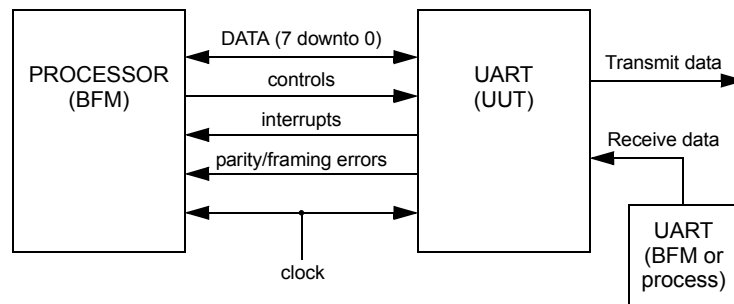 DATA (7 downto 0)
PROCESSOR
(BFM)
controls
interrupts
parity/framing errors
clock
UART
(UUT)
Transmit data
Receive data
UART
(BFM or
process)